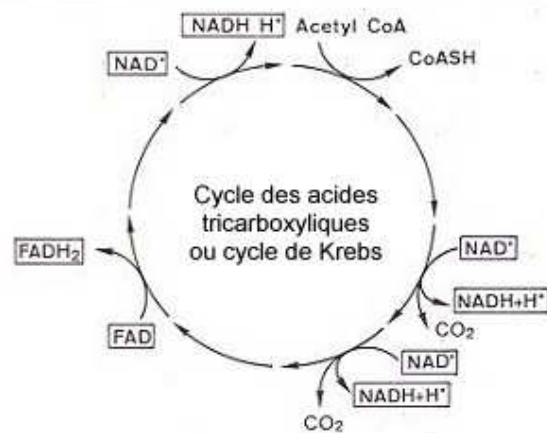 NADH H⁺ Acetyl CoA
NAD⁺
CoASH
Cycle des acides
tricarboxyliques
ou cycle de Krebs
FADH₂
NAD⁺
NADH+H⁺
CO₂
FAD
NAD⁺
NADH+H⁺
CO₂